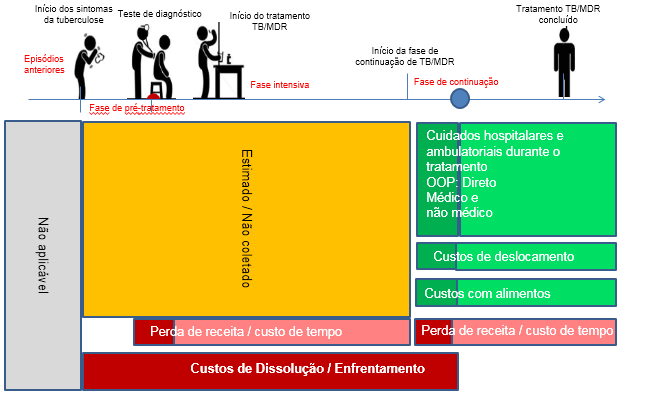 Início dos sintomas
da tuberculose
Teste de diagnóstico
Início do tratamento
TB/MDR
Tratamento TB/MDR
concluído
Episódios
anteriores
Início da fase de
continuação de TB/MDR
Fase intensiva
Fase de continuação
Fase de pré-tratamento
Não aplicável
Estimado / Não coletado
Cuidados hospitalares e
ambulatoriais durante o
tratamento
OOP: Direto
Médico e
não médico
Custos de deslocamento
Custos com alimentos
Perda de receita / custo de tempo
Perda de receita / custo de tempo
Custos de Dissolução / Enfrentamento